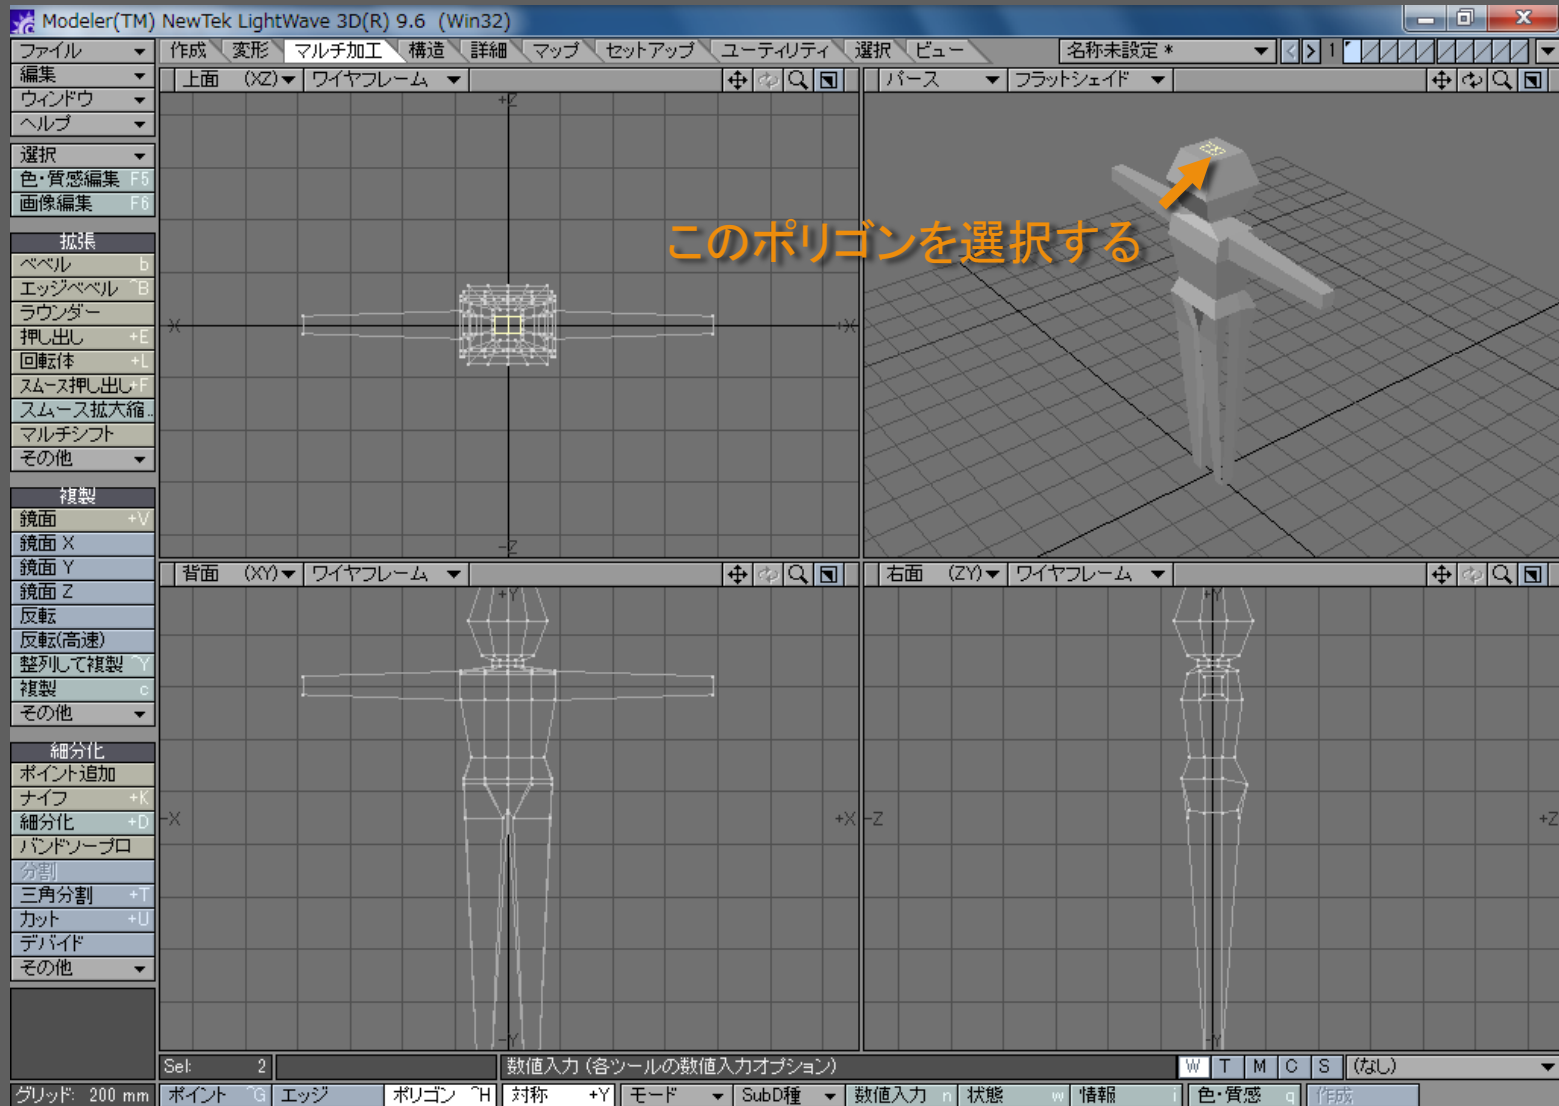 Modeler(TM) NewTek LightWave 3D(R) 9.6 (Win32)
ファイル 作成 変形 マルチ加工 構造 詳細 マップ セットアップ ユーティリティ 選択 ビュー 名称未設定 * 1
編集
ウィンドウ
ヘルプ
選択
色・質感編集 F5
画像編集 F6
拡張
ベベル b
エッジベベル ^B
ラウンダー
押し出し +E
回転体 +L
スムース押し出し+F
スムース拡大縮..
マルチシフト
その他
複製
鏡面 +V
鏡面 X
鏡面 Y
鏡面 Z
反転
反転(高速)
整列して複製 ^Y
複製 c
その他
細分化
ポイント追加
ナイフ +K
細分化 +D
バンドソープロ
分割
三角分割 +T
カット +U
デバイド
その他
上面 (XZ) ワイヤフレーム
+Z
-X
+X
-Z
パース フラットシェイド
このポリゴンを選択する
背面 (XY) ワイヤフレーム
+Y
-X
+X
-Y
右面 (ZY) ワイヤフレーム
+Y
-Z
+Z
-Y
Sel: 2 数値入力 (各ツールの数値入力オプション) W T M C S (なし)
グリッド: 200 mm ポイント ^G エッジ ポリゴン ^H 対称 +Y モード SubD種 数値入力 n 状態 w 情報 i 色・質感 q 作成